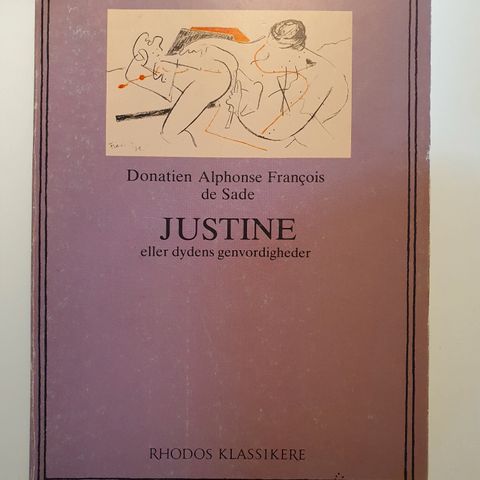 Donatien Alphonse François
de Sade
JUSTINE
eller dydens genvordigheder
RHODOS KLASSIKERE